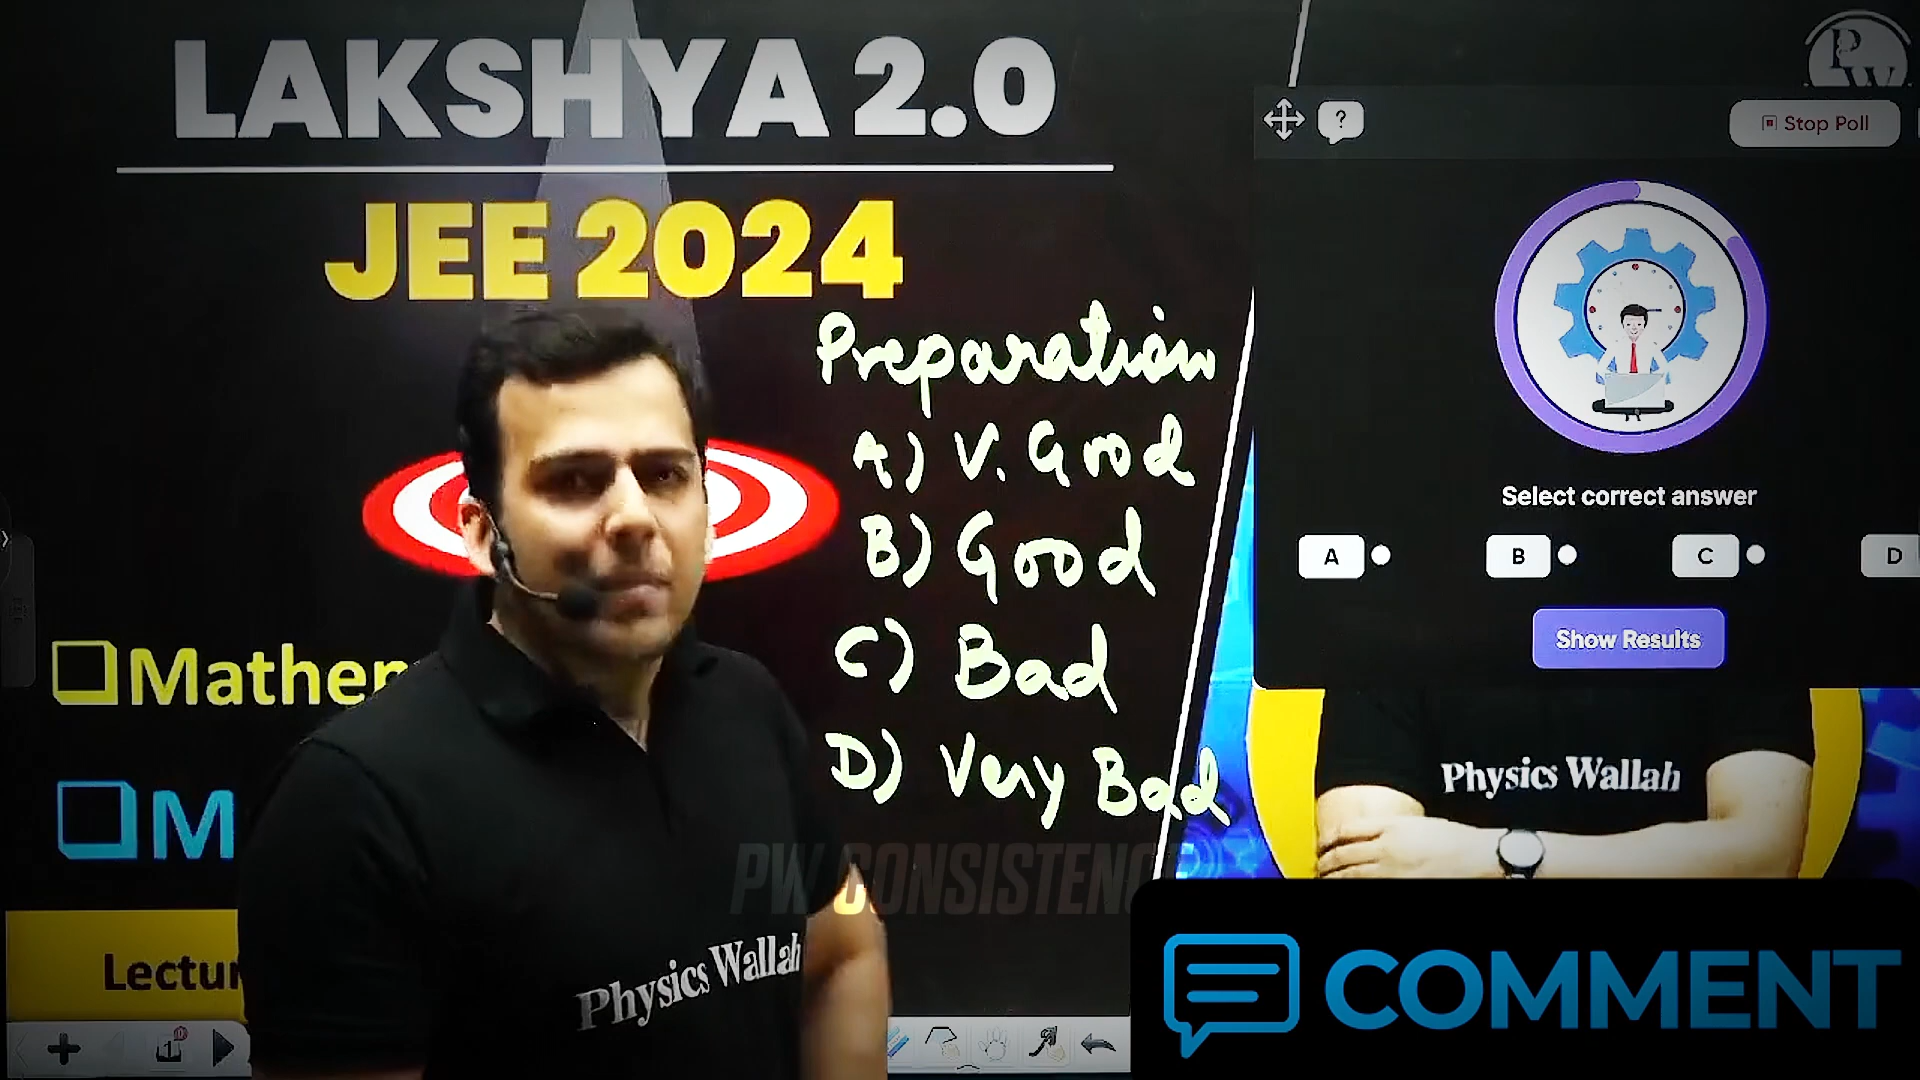 LAKSHYA 2.0
JEE 2024
Preparation
A) V. Good
B) Good
C) Bad
D) Very Bad
Mather
M
Lectur
Physics Wallah
PW CONSISTENC
PW
?
Stop Poll
Select correct answer
A B C D
Show Results
Physics Wallah
COMMENT